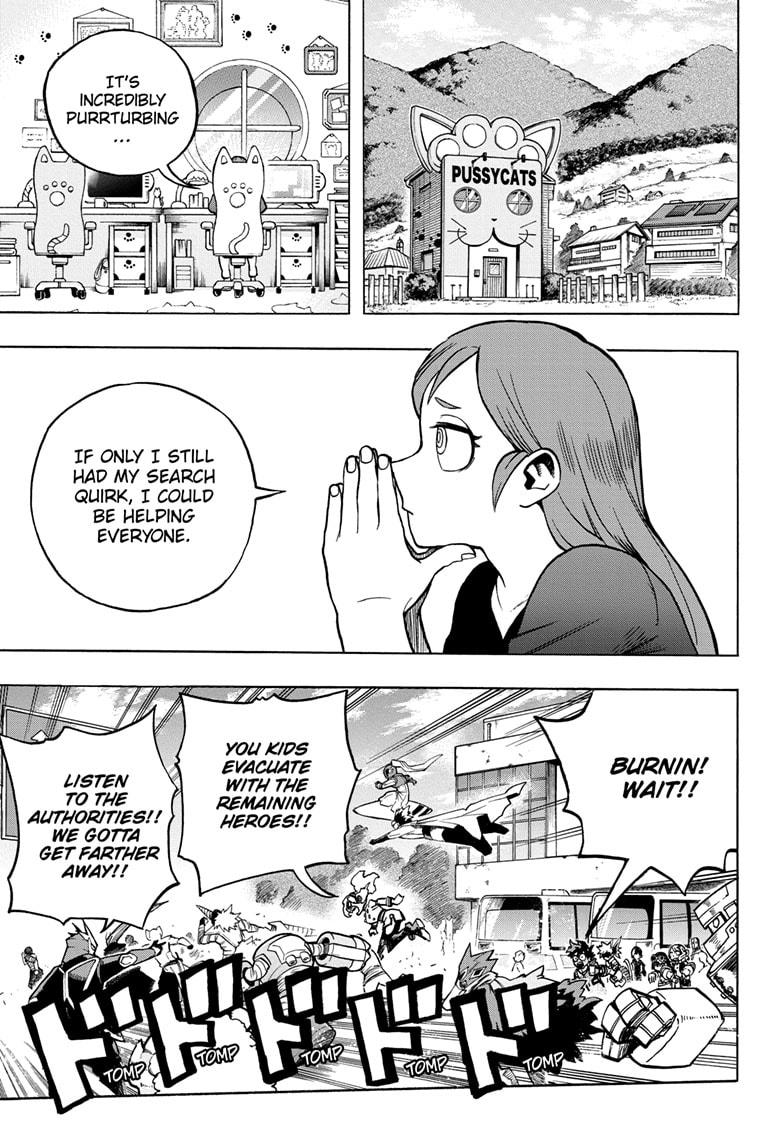 PUSSYCATS
IT'S
INCREDIBLY
PURRTURBING
...
IF ONLY I STILL
HAD MY SEARCH
QUIRK, I COULD
BE HELPING
EVERYONE.
BURNIN!
WAIT!!
YOU KIDS
EVACUATE
WITH THE
REMAINING
HEROES!!
LISTEN
TO THE
AUTHORITIES!!
WE GOTTA
GET FARTHER
AWAY!!
ドドドドド
TOMP
TOMP
TOMP
TOMP
TOMP